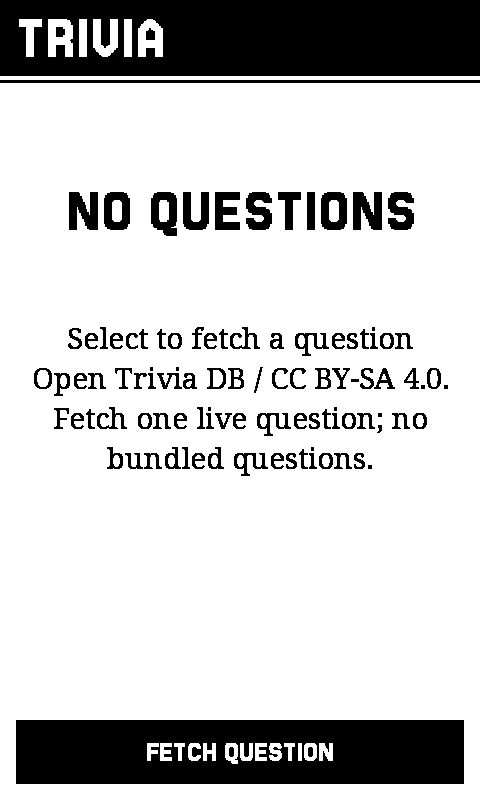 TRIVIA
NO QUESTIONS
Select to fetch a question
Open Trivia DB / CC BY-SA 4.0.
Fetch one live question; no
bundled questions.
FETCH QUESTION